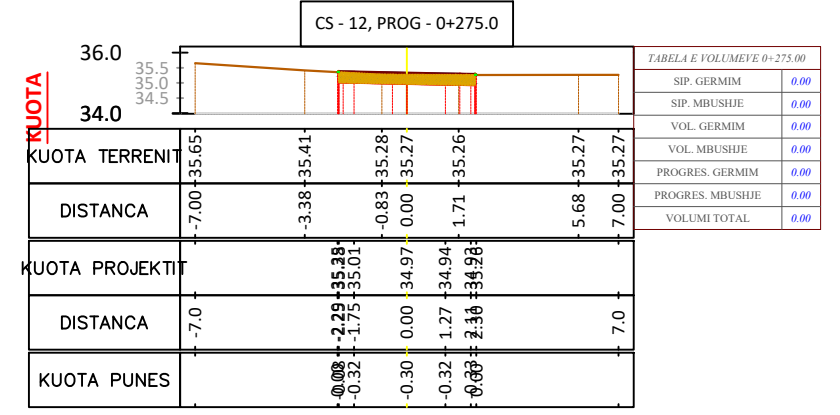 CS - 12, PROG - 0+275.0
KUOTA
36.0
35.5
35.0
34.5
34.0
TABELA E VOLUMEVE 0+275.00
SIP. GERMIM 0.00
SIP. MBUSHJE 0.00
VOL. GERMIM 0.00
VOL. MBUSHJE 0.00
PROGRES. GERMIM 0.00
PROGRES. MBUSHJE 0.00
VOLUMI TOTAL 0.00
KUOTA TERRENIT 35.65 35.41 35.28 35.27 35.26 35.27 35.27
DISTANCA -7.00 -3.38 -0.83 0.00 1.71 5.68 7.00
KUOTA PROJEKTIT 35.01 34.97 34.94
DISTANCA -7.0 -2.29 -1.75 0.00 1.27 2.11 2.30 7.0
KUOTA PUNES -0.32 -0.30 -0.32